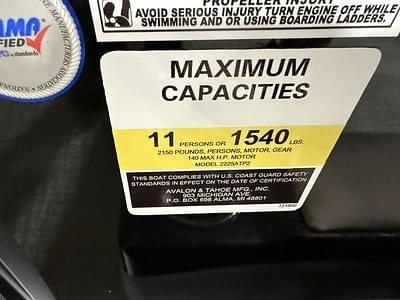 PROPELLER INJURY
AVOID SERIOUS INJURY TURN ENGINE OFF WHILE
SWIMMING AND OR USING BOARDING LADDERS.
MANUFACTURERS
MAXIMUM
CAPACITIES
11 PERSONS OR 1540 LBS.
2150 POUNDS, PERSONS, MOTOR, GEAR
140 MAX H.P. MOTOR
MODEL 2225ATP2
THIS BOAT COMPLIES WITH U.S. COAST GUARD SAFETY
STANDARDS IN EFFECT ON THE DATE OF CERTIFICATION
AVALON & TAHOE MFG., INC.
903 MICHIGAN AVE.
P.O. BOX 698 ALMA, MI 48801